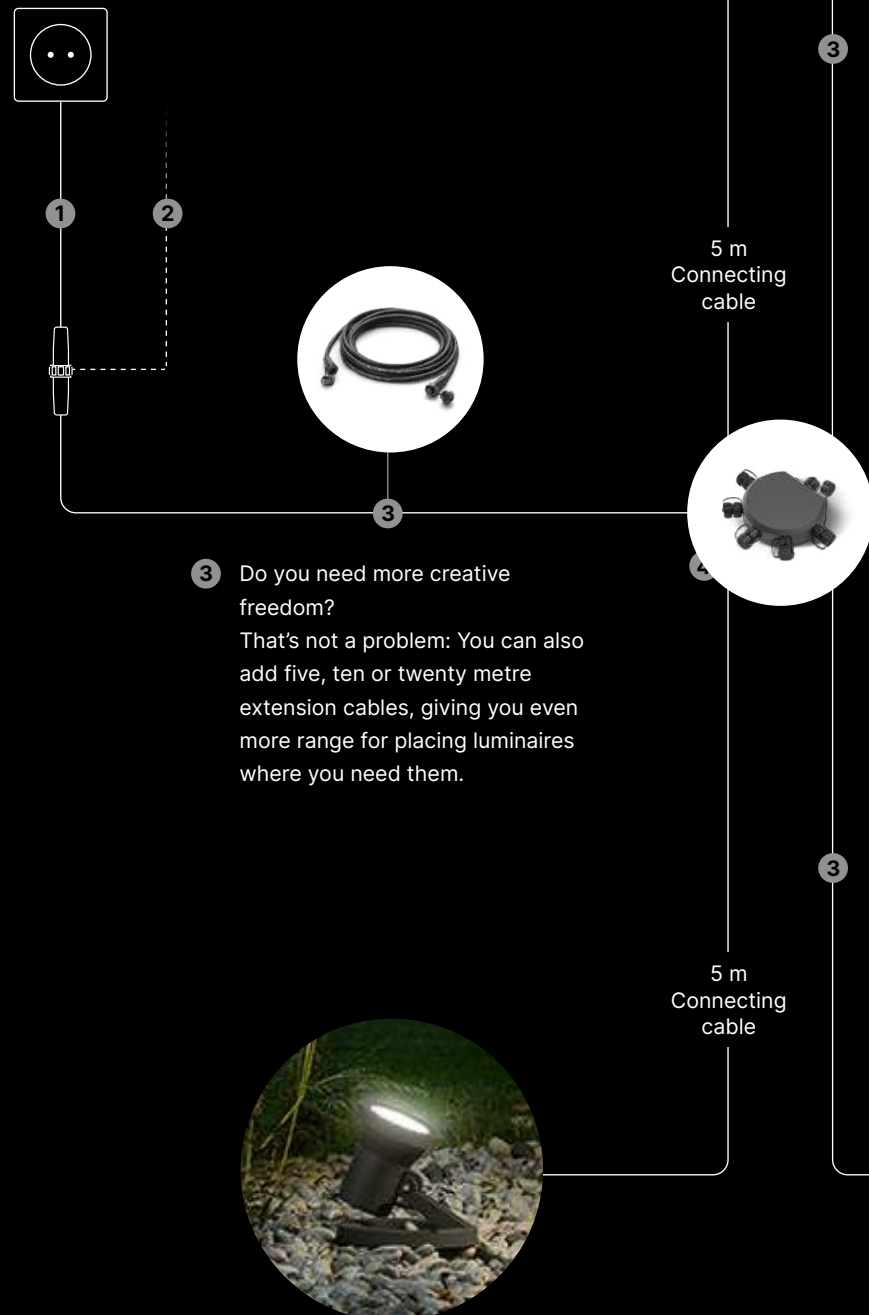 3
1
2
5 m
Connecting
cable
3
4
3 Do you need more creative
freedom?
That’s not a problem: You can also
add five, ten or twenty metre
extension cables, giving you even
more range for placing luminaires
where you need them.
3
5 m
Connecting
cable